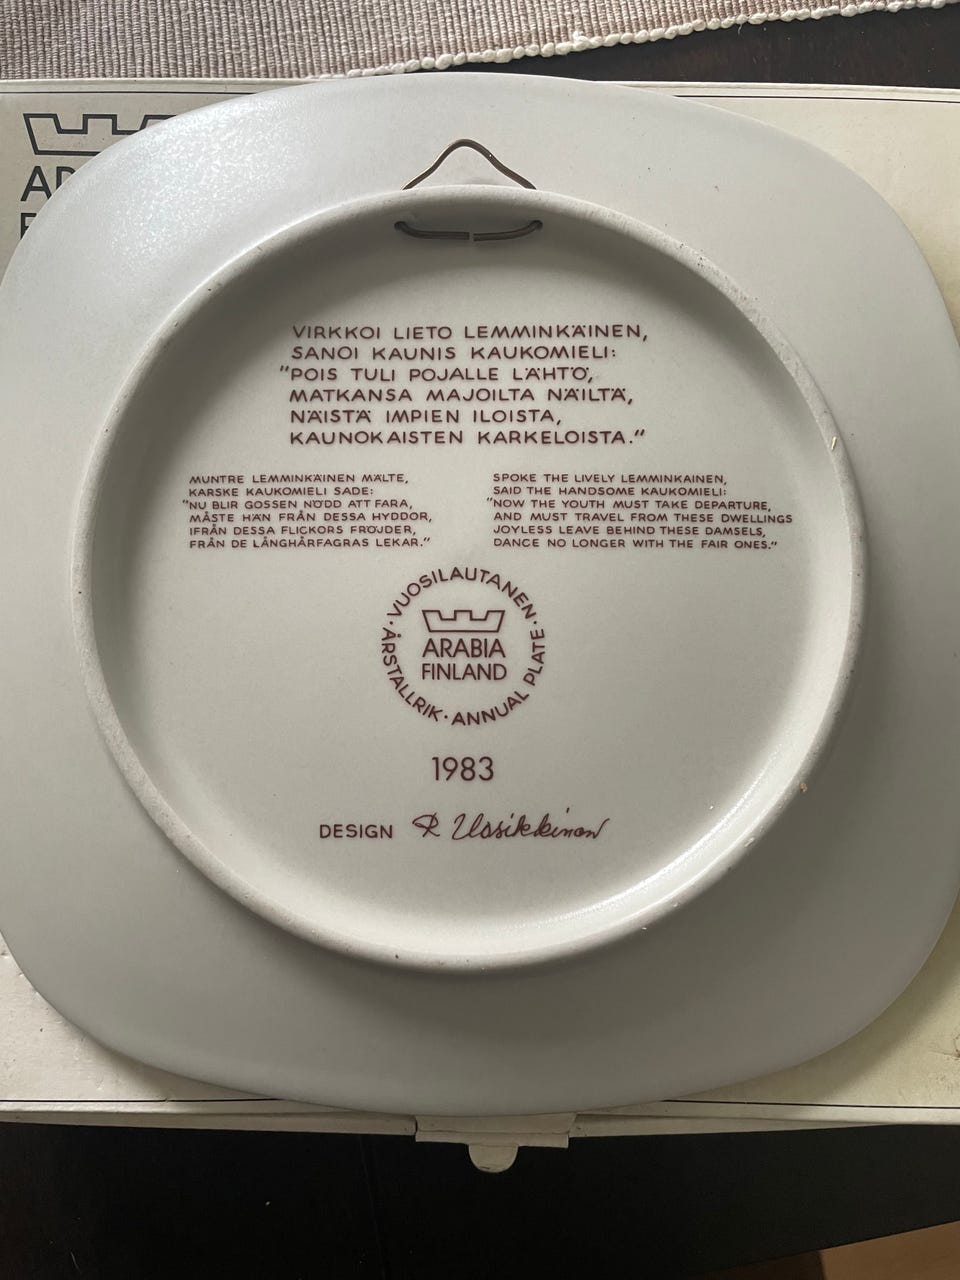 VIRKKOI LIETO LEMMINKÄINEN,
SANOI KAUNIS KAUKOMIELI:
"POIS TULI POJALLE LÄHTÖ,
MATKANSA MAJOILTA NÄILTÄ,
NÄISTÄ IMPIEN ILOISTA,
KAUNOKAISTEN KARKELOISTA."
MUNTRE LEMMINKÄINEN MÄLTE,
KARSKE KAUKOMIELI SADE:
"NU BLIR GOSSEN NÖDD ATT FARA,
MÅSTE HÄN FRÅN DESSA HYDDOR,
IFRÅN DESSA FLICKORS FRÖJDER,
FRÅN DE LÅNGHÅRFAGRAS LEKAR."
SPOKE THE LIVELY LEMMINKAINEN,
SAID THE HANDSOME KAUKOMIELI:
"NOW THE YOUTH MUST TAKE DEPARTURE,
AND MUST TRAVEL FROM THESE DWELLINGS
JOYLESS LEAVE BEHIND THESE DAMSELS,
DANCE NO LONGER WITH THE FAIR ONES."
· VUOSILAUTANEN ·
ARABIA
FINLAND
ÅRSTALLRIK · ANNUAL PLATE
1983
DESIGN R Uosikkinen